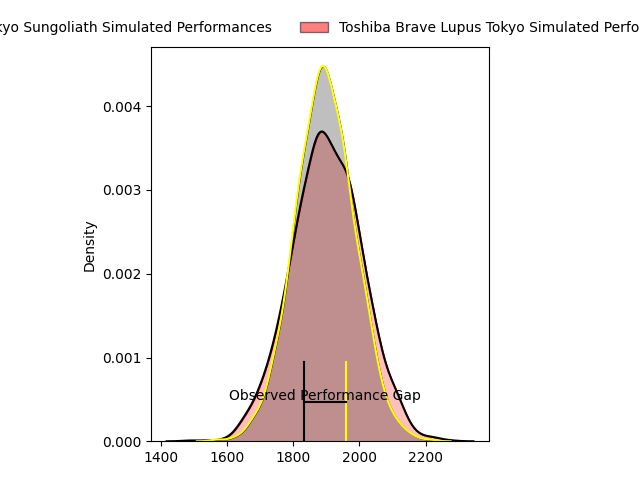 kyo Sungoliath Simulated Performances
Toshiba Brave Lupus Tokyo Simulated Perfo
0.004
0.003
0.002
0.001
0.000
Density
Observed Performance Gap
1400 1600 1800 2000 2200